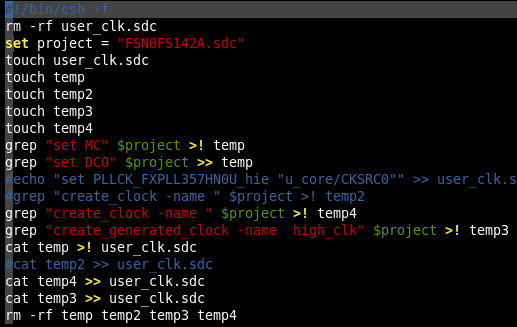 #!/bin/csh -f
rm -rf user_clk.sdc
set project = "FSN0FS142A.sdc"
touch user_clk.sdc
touch temp
touch temp2
touch temp3
touch temp4
grep "set MC" $project >! temp
grep "set DCO" $project >> temp
#echo "set PLLCK_FXPLL357HN0U_hie "u_core/CKSRC0"" >> user_clk.s
#grep "create_clock -name " $project >! temp2
grep "create_clock -name " $project >! temp4
grep "create_generated_clock -name  high_clk" $project >! temp3
cat temp >! user_clk.sdc
#cat temp2 >> user_clk.sdc
cat temp4 >> user_clk.sdc
cat temp3 >> user_clk.sdc
rm -rf temp temp2 temp3 temp4